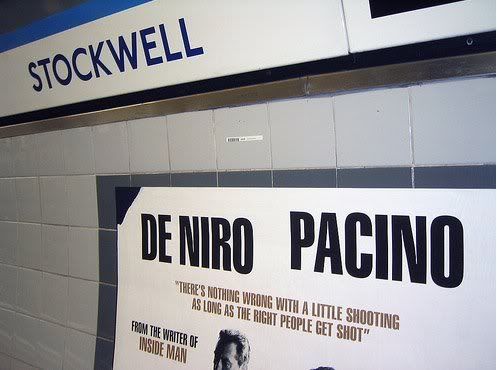 STOCKWELL
DE NIRO PACINO
"THERE'S NOTHING WRONG WITH A LITTLE SHOOTING
AS LONG AS THE RIGHT PEOPLE GET SHOT"
FROM THE WRITER OF
INSIDE MAN